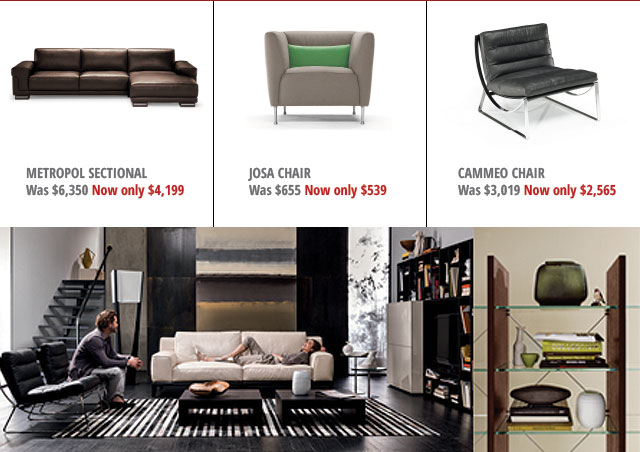 METROPOL SECTIONAL
Was $6,350 Now only $4,199
JOSA CHAIR
Was $655 Now only $539
CAMMEO CHAIR
Was $3,019 Now only $2,565